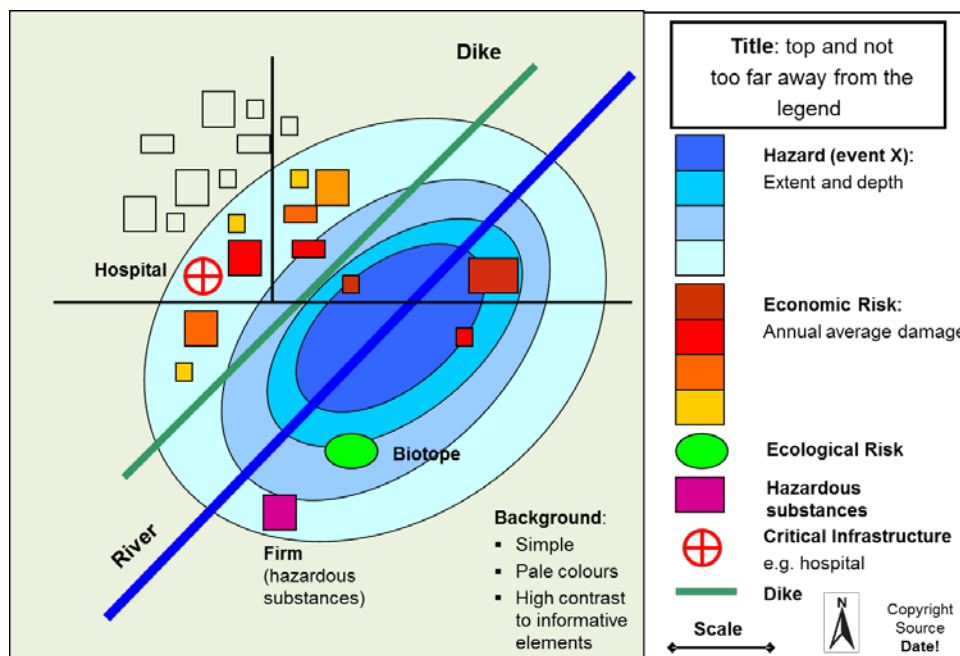 Dike
Hospital
Biotope
River
Firm
(hazardous
substances)
Background:
▪ Simple
▪ Pale colours
▪ High contrast
to informative
elements
Title: top and not
too far away from the
legend
Hazard (event X):
Extent and depth
Economic Risk:
Annual average damage
Ecological Risk
Hazardous
substances
Critical Infrastructure
e.g. hospital
Dike
Scale
N
Copyright
Source
Date!